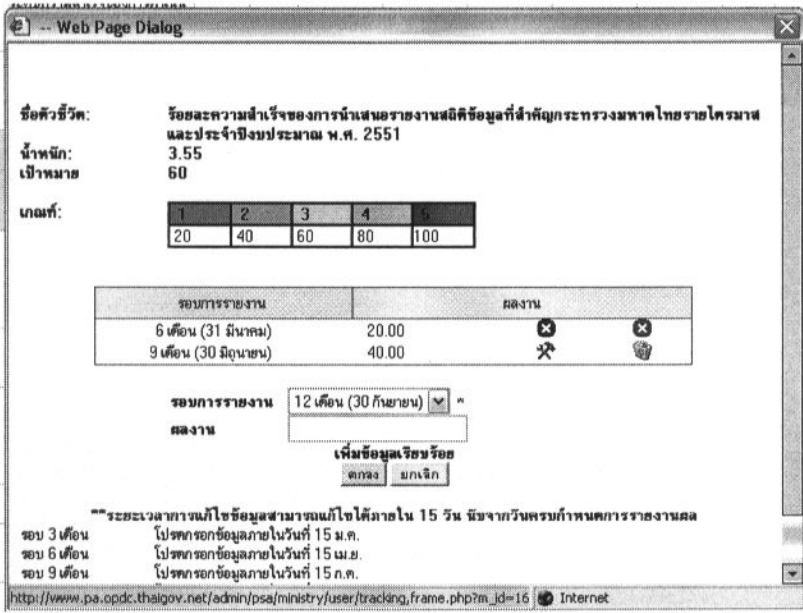 -- Web Page Dialog
ชื่อตัวชี้วัด: ร้อยละความสำเร็จของการนำเสนอรายงานสถิติข้อมูลที่สำคัญกระทรวงมหาดไทยรายไตรมาส
และประจำปีงบประมาณ พ.ศ. 2551
น้ำหนัก: 3.55
เป้าหมาย 60
เกณฑ์: 1 2 3 4 5
20 40 60 80 100
รอบการรายงาน ผลงาน
6 เดือน (31 มีนาคม) 20.00
9 เดือน (30 มิถุนายน) 40.00
รอบการรายงาน 12 เดือน (30 กันยายน) *
ผลงาน
เพิ่มข้อมูลเรียบร้อย
ตกลง ยกเลิก
**ระยะเวลาการแก้ไขข้อมูลสามารถแก้ไขได้ภายใน 15 วัน นับจากวันครบกำหนดการรายงานผล
รอบ 3 เดือน โปรดกรอกข้อมูลภายในวันที่ 15 ม.ค.
รอบ 6 เดือน โปรดกรอกข้อมูลภายในวันที่ 15 เม.ย.
รอบ 9 เดือน โปรดกรอกข้อมูลภายในวันที่ 15 ก.ค.
http://www.pa.opdc.thaigov.net/admin/psa/ministry/user/tracking,frame.php?m_id=16 Internet